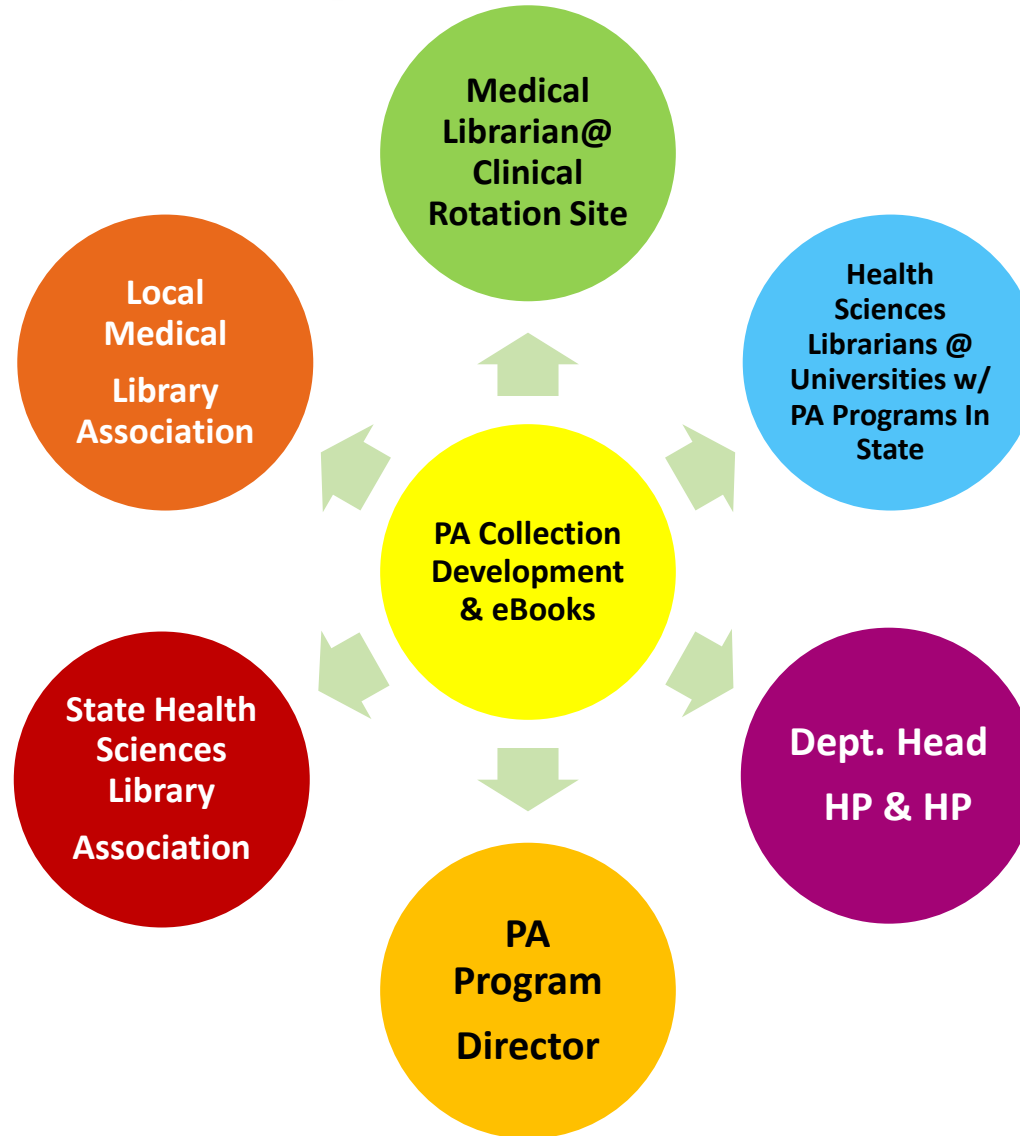 Medical
Librarian@
Clinical
Rotation Site
Local
Medical
Library
Association
Health
Sciences
Librarians @
Universities w/
PA Programs In
State
PA Collection
Development
& eBooks
State Health
Sciences
Library
Association
Dept. Head
HP & HP
PA
Program
Director